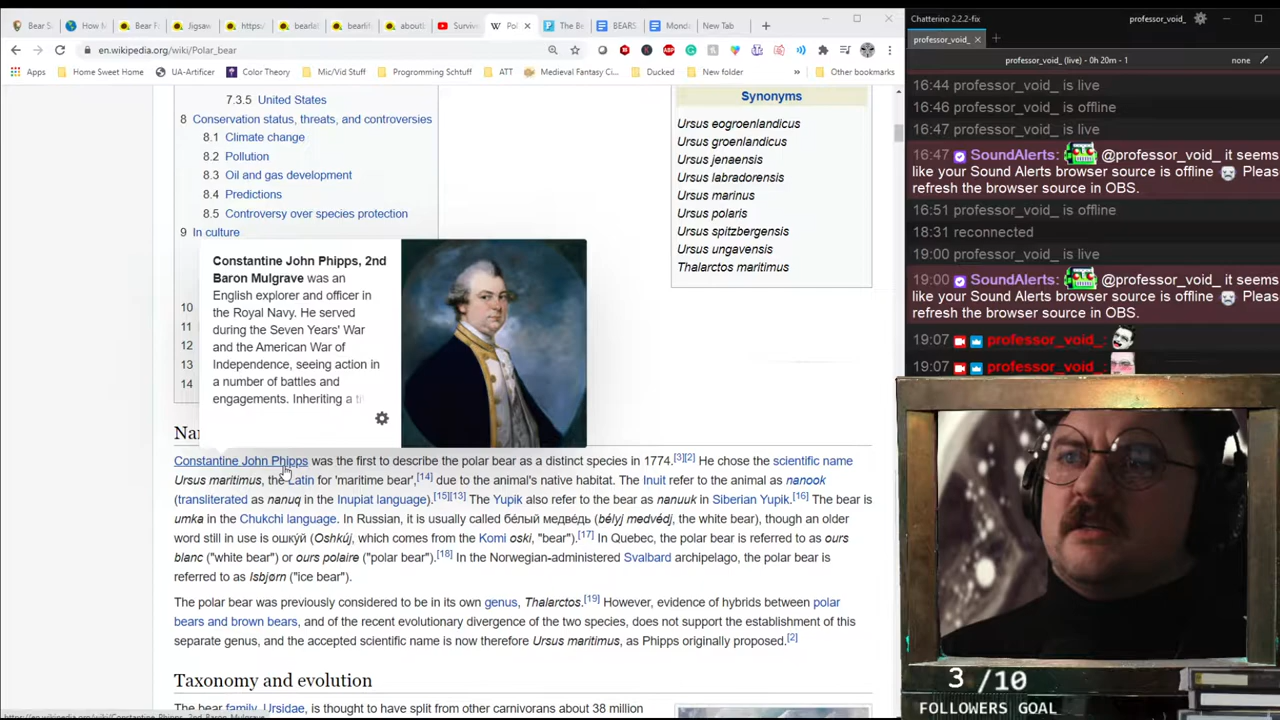 Bear S
How M
Bear F
Jigsaw
https:/
bearlal
bearfit
about
Surviv
Pol
The Be
BEARS
Mond
New Tab
Chatterino 2.2.2-fix
professor_void_
en.wikipedia.org/wiki/Polar_bear
professor_void_
Apps
Home Sweet Home
UA-Artificer
Color Theory
Mic/Vid Stuff
Programming Schtuff
ATT
Medieval Fantasy Ci...
Ducked
New folder
»
Other bookmarks
professor_void_ (live) - 0h 20m - 1
none
7.3.5 United States
8 Conservation status, threats, and controversies
8.1 Climate change
8.2 Pollution
8.3 Oil and gas development
8.4 Predictions
8.5 Controversy over species protection
9 In culture
10
11
12
13
14
Synonyms
Ursus eogroenlandicus
Ursus groenlandicus
Ursus jenaensis
Ursus labradorensis
Ursus marinus
Ursus polaris
Ursus spitzbergensis
Ursus ungavensis
Thalarctos maritimus
Constantine John Phipps, 2nd
Baron Mulgrave was an
English explorer and officer in
the Royal Navy. He served
during the Seven Years' War
and the American War of
Independence, seeing action in
a number of battles and
engagements. Inheriting a ti
Na
Constantine John Phipps was the first to describe the polar bear as a distinct species in 1774.[3][2] He chose the scientific name
Ursus maritimus, the Latin for 'maritime bear',[14] due to the animal's native habitat. The Inuit refer to the animal as nanook
(transliterated as nanuq in the Inupiat language).[15][13] The Yupik also refer to the bear as nanuuk in Siberian Yupik.[16] The bear is
umka in the Chukchi language. In Russian, it is usually called бе́лый медве́дь (bélyj medvédj, the white bear), though an older
word still in use is ошку́й (Oshkúj, which comes from the Komi oski, "bear").[17] In Quebec, the polar bear is referred to as ours
blanc ("white bear") or ours polaire ("polar bear").[18] In the Norwegian-administered Svalbard archipelago, the polar bear is
referred to as Isbjørn ("ice bear").
The polar bear was previously considered to be in its own genus, Thalarctos.[19] However, evidence of hybrids between polar
bears and brown bears, and of the recent evolutionary divergence of the two species, does not support the establishment of this
separate genus, and the accepted scientific name is now therefore Ursus maritimus, as Phipps originally proposed.[2]
Taxonomy and evolution
The bear family, Ursidae, is thought to have split from other carnivorans about 38 million
16:44 professor_void_ is live
16:46 professor_void_ is offline
16:47 professor_void_ is live
16:47 SoundAlerts: @professor_void_ it seems
like your Sound Alerts browser source is offline Pleas
refresh the browser source in OBS.
16:51 professor_void_ is offline
18:31 reconnected
19:00 professor_void_ is live
19:00 SoundAlerts: @professor_void_ it seems
like your Sound Alerts browser source is offline Pleas
refresh the browser source in OBS.
19:07 professor_void_:
19:07 professor_void_:
3 /10
FOLLOWERS GOAL